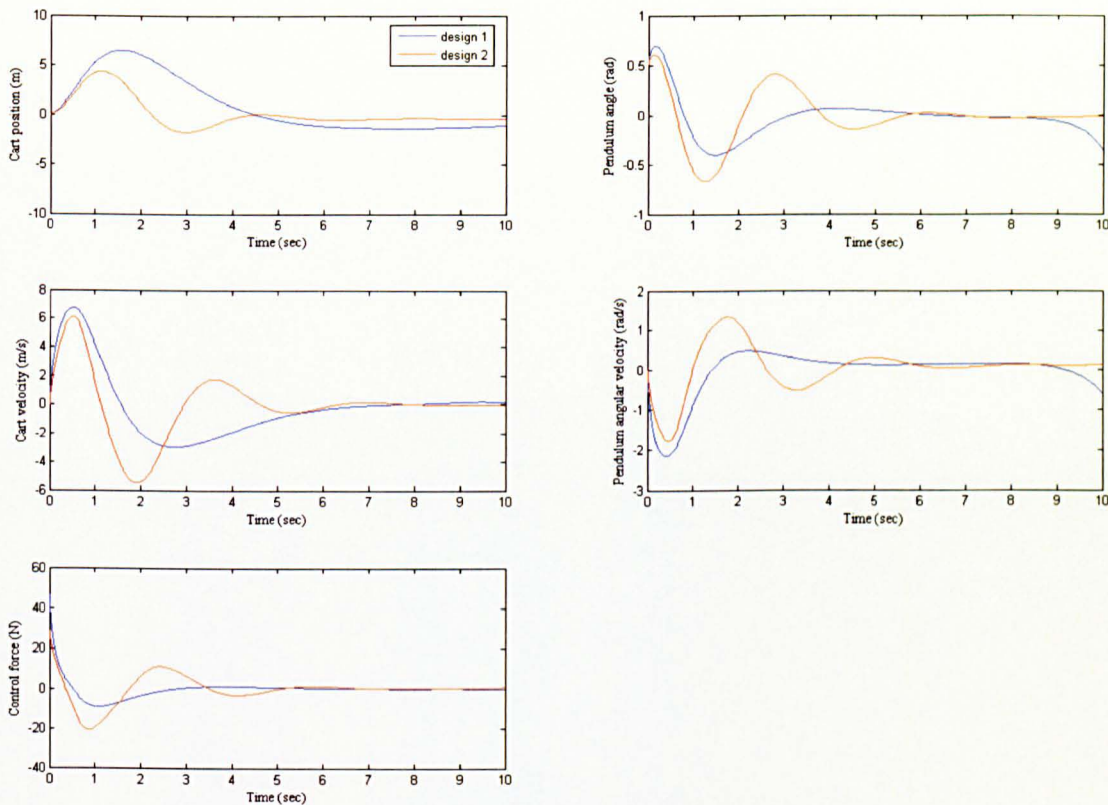 10
5
0
-5
-10
0 1 2 3 4 5 6 7 8 9 10
Cart position (m)
Time (sec)
design 1
design 2
1
0.5
0
-0.5
-1
0 1 2 3 4 5 6 7 8 9 10
Pendulum angle (rad)
Time (sec)
8
6
4
2
0
-2
-4
-6
0 1 2 3 4 5 6 7 8 9 10
Cart velocity (m/s)
Time (sec)
2
1
0
-1
-2
-3
0 1 2 3 4 5 6 7 8 9 10
Pendulum angular velocity (rad/s)
Time (sec)
60
40
20
0
-20
-40
0 1 2 3 4 5 6 7 8 9 10
Control force (N)
Time (sec)